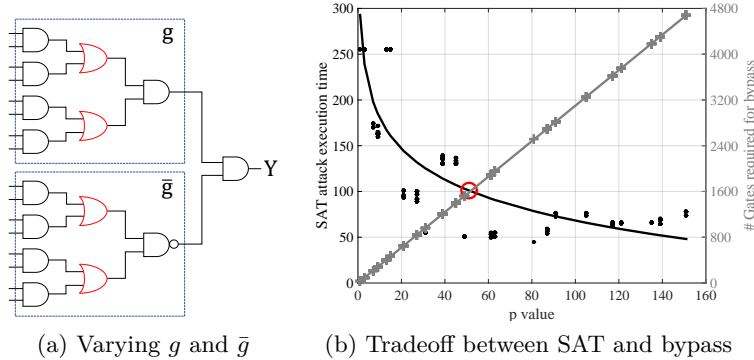 g
ḡ
Y
(a) Varying g and ḡ
(b)
300
250
200
150
100
50
0
SAT attack execution time
0 20 40 60 80 100 120 140 160
p value
4800
4000
3200
2400
1600
800
0
# Gates required for bypass
(b) Tradeoff between SAT and bypass